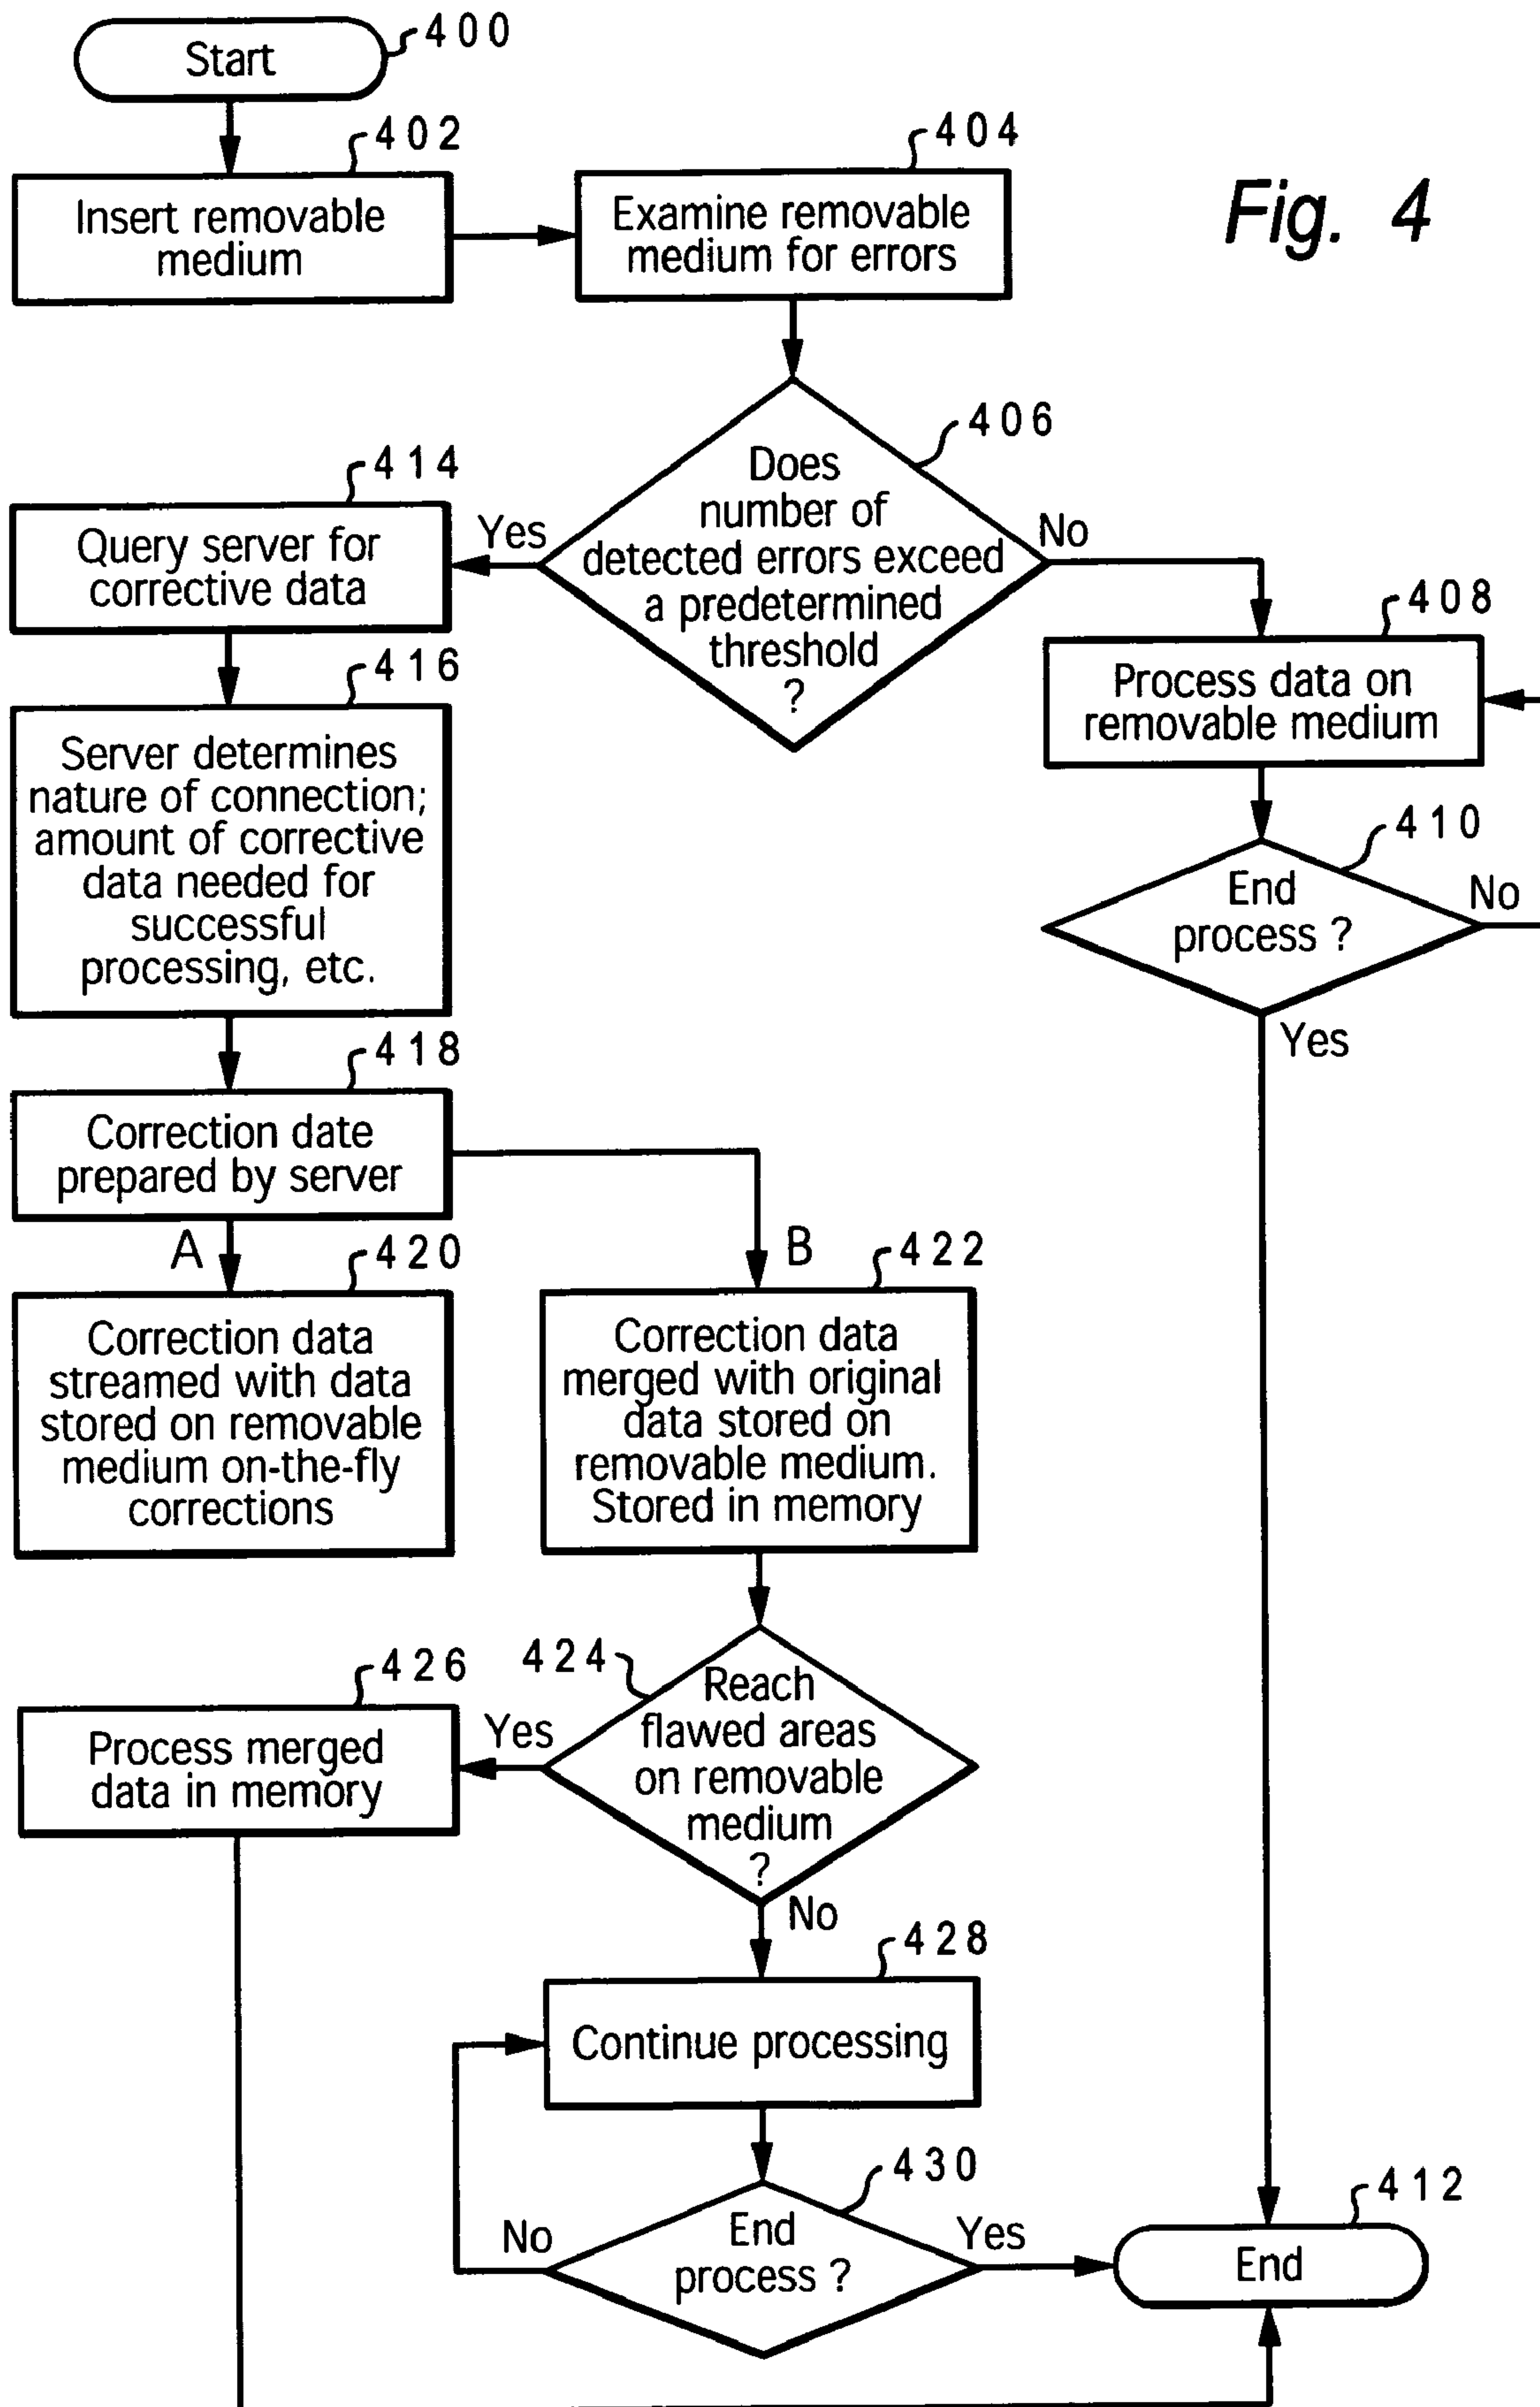 400
Start
402
Insert removable
medium
404
Examine removable
medium for errors
Fig. 4
406
Does
number of
detected errors exceed
a predetermined
threshold
?
Yes
No
414
Query server for
corrective data
408
Process data on
removable medium
416
Server determines
nature of connection;
amount of corrective
data needed for
successful
processing, etc.
410
End
process ?
No
Yes
418
Correction date
prepared by server
A
420
Correction data
streamed with data
stored on removable
medium on-the-fly
corrections
B
422
Correction data
merged with original
data stored on
removable medium.
Stored in memory
424
Reach
flawed areas
on removable
medium
?
Yes
426
Process merged
data in memory
No
428
Continue processing
430
End
process ?
No
Yes
412
End